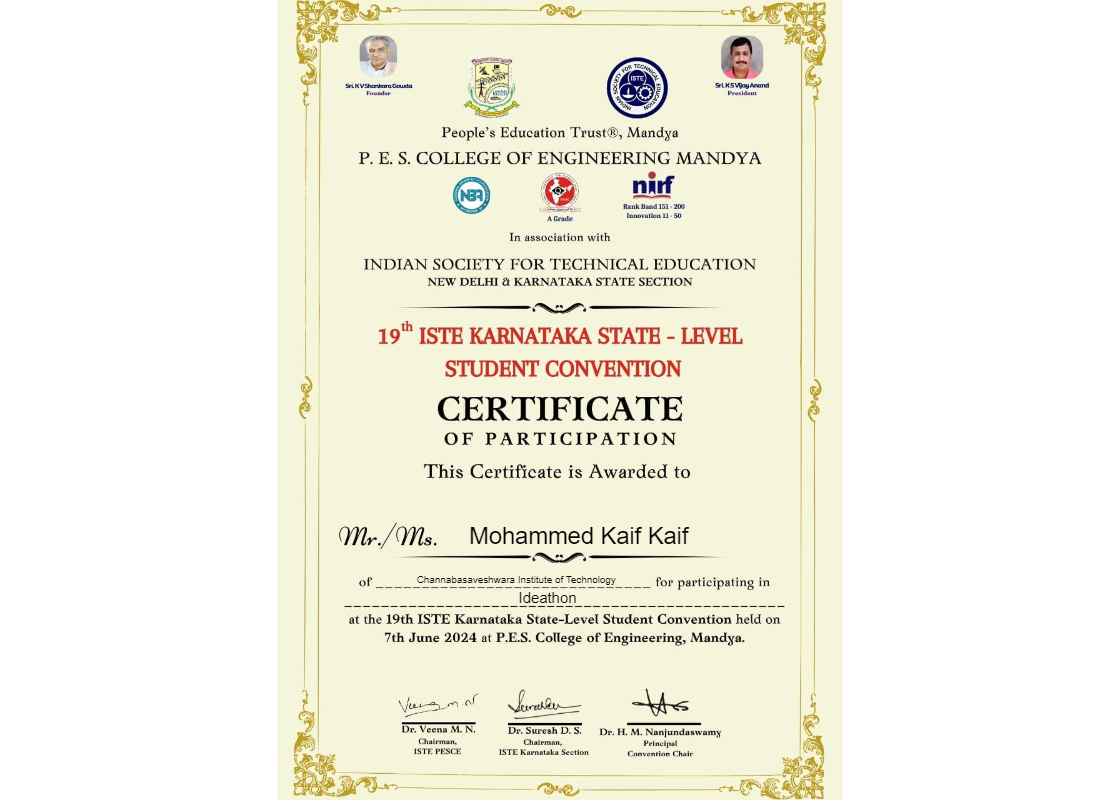 Sri. K V Shankara Gouda
Founder
INDIAN SOCIETY FOR TECHNICAL EDUCATION
ISTE
Sri. K S Vijay Anand
President
People's Education Trust®, Mandya
P. E. S. COLLEGE OF ENGINEERING MANDYA
NBA
A Grade
nirf
Rank Band 151 - 200
Innovation 11 - 50
In association with
INDIAN SOCIETY FOR TECHNICAL EDUCATION
NEW DELHI & KARNATAKA STATE SECTION
19th ISTE KARNATAKA STATE - LEVEL
STUDENT CONVENTION
CERTIFICATE
OF PARTICIPATION
This Certificate is Awarded to
Mr./Ms. Mohammed Kaif Kaif
of Channabasaveshwara Institute of Technology for participating in
Ideathon
at the 19th ISTE Karnataka State-Level Student Convention held on
7th June 2024 at P.E.S. College of Engineering, Mandya.
Veena m.n
Dr. Veena M. N.
Chairman,
ISTE PESCE
Dr. Suresh D. S.
Chairman,
ISTE Karnataka Section
Dr. H. M. Nanjundaswamy
Principal
Convention Chair